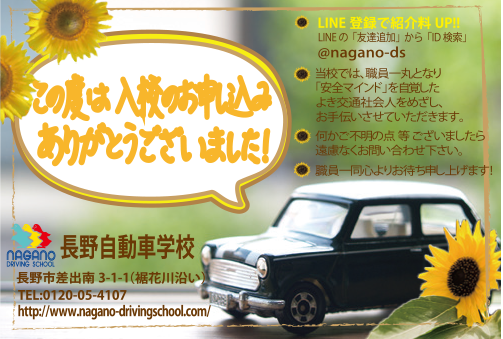 この度は入校のお申し込み
ありがとうございました!
LINE 登録で紹介料 UP!!
LINEの「友達追加」から「ID検索」
@nagano-ds
当校では、職員一丸となり
「安全マインド」を自覚した
よき交通社会人をめざし、
お手伝いさせていただきます。
何かご不明の点 等 ございましたら
遠慮なくお問い合わせ下さい。
職員一同心よりお待ち申し上げます!
NAGANO
DRIVING SCHOOL
長野自動車学校
長野市差出南 3-1-1(裾花川沿い)
TEL:0120-05-4107
http://www.nagano-drivingschool.com/